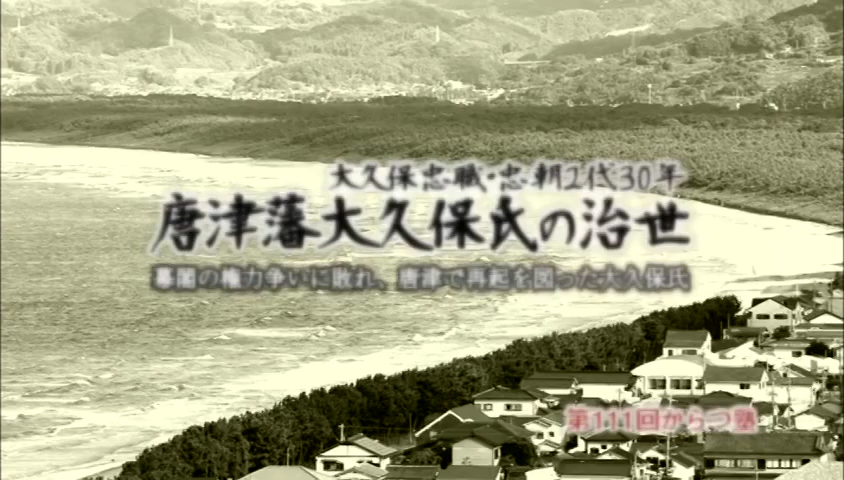 大久保忠職・忠朝2代30年
唐津藩大久保氏の治世
幕閣の権力争いに敗れ、唐津で再起を図った大久保氏
第111回からつ塾